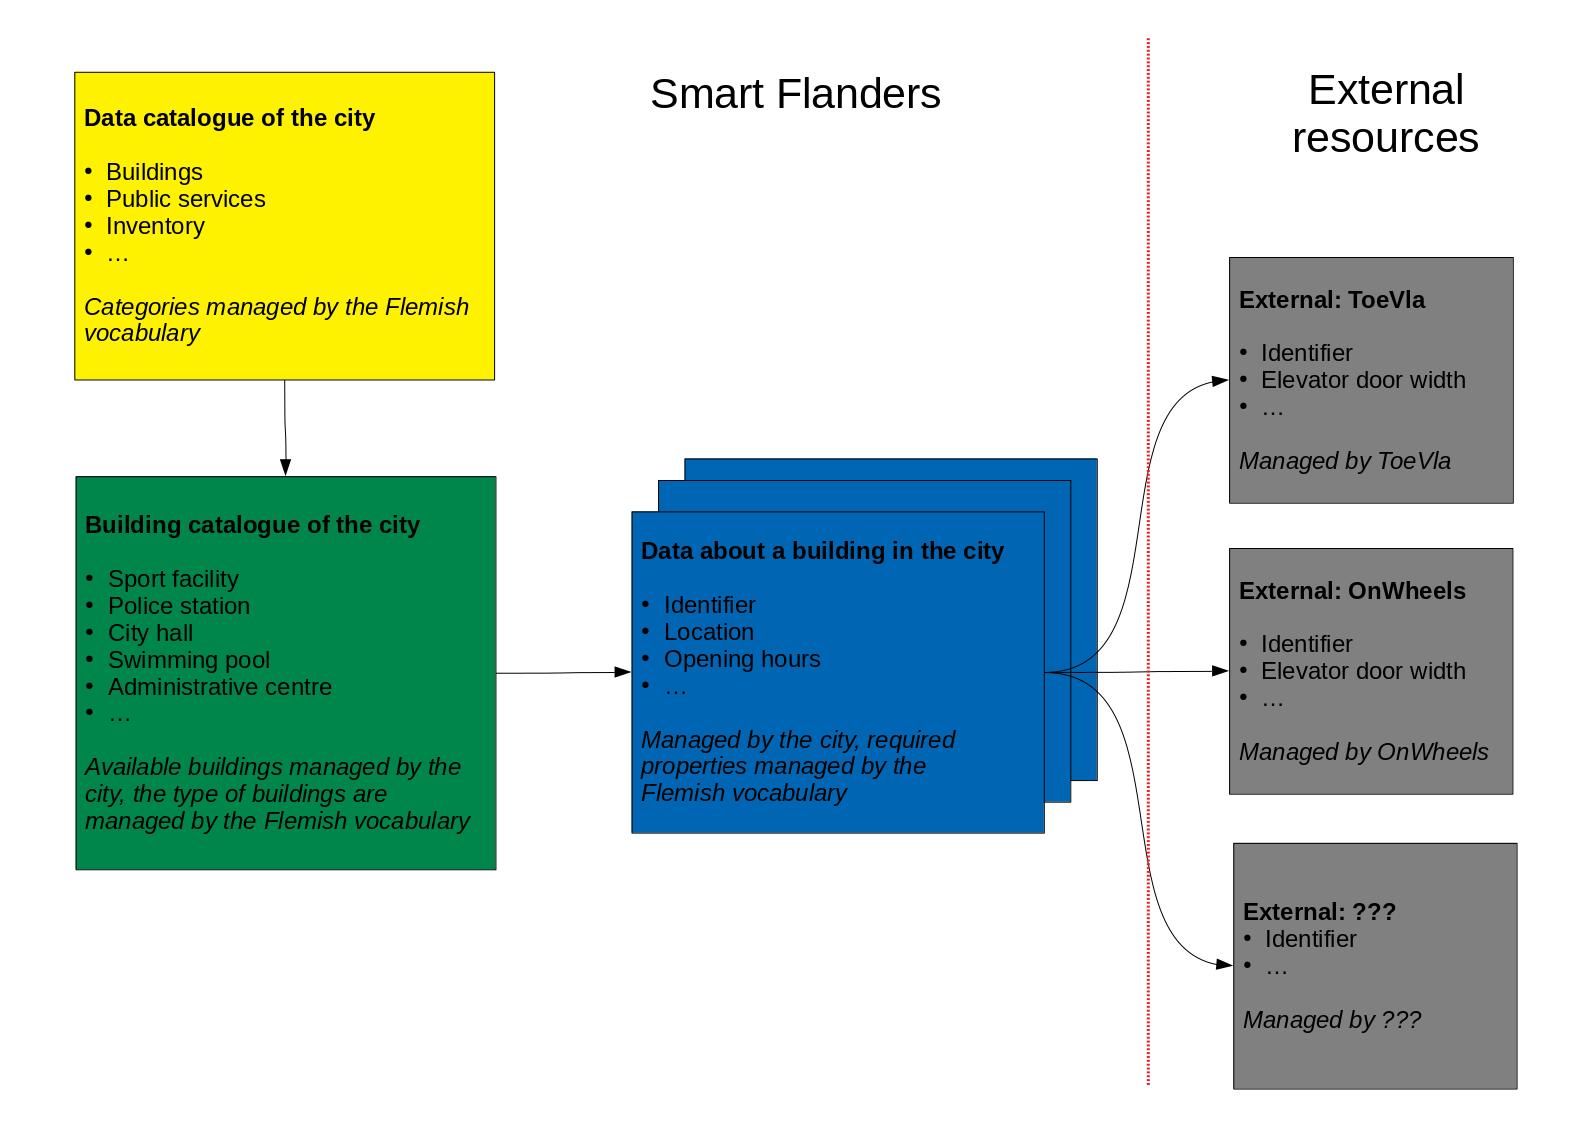 Smart Flanders
External
resources
Data catalogue of the city
• Buildings
• Public services
• Inventory
• …
Categories managed by the Flemish
vocabulary
Building catalogue of the city
• Sport facility
• Police station
• City hall
• Swimming pool
• Administrative centre
• …
Available buildings managed by the
city, the type of buildings are
managed by the Flemish vocabulary
Data about a building in the city
• Identifier
• Location
• Opening hours
• …
Managed by the city, required
properties managed by the
Flemish vocabulary
External: ToeVla
• Identifier
• Elevator door width
• …
Managed by ToeVla
External: OnWheels
• Identifier
• Elevator door width
• …
Managed by OnWheels
External: ???
• Identifier
• …
Managed by ???